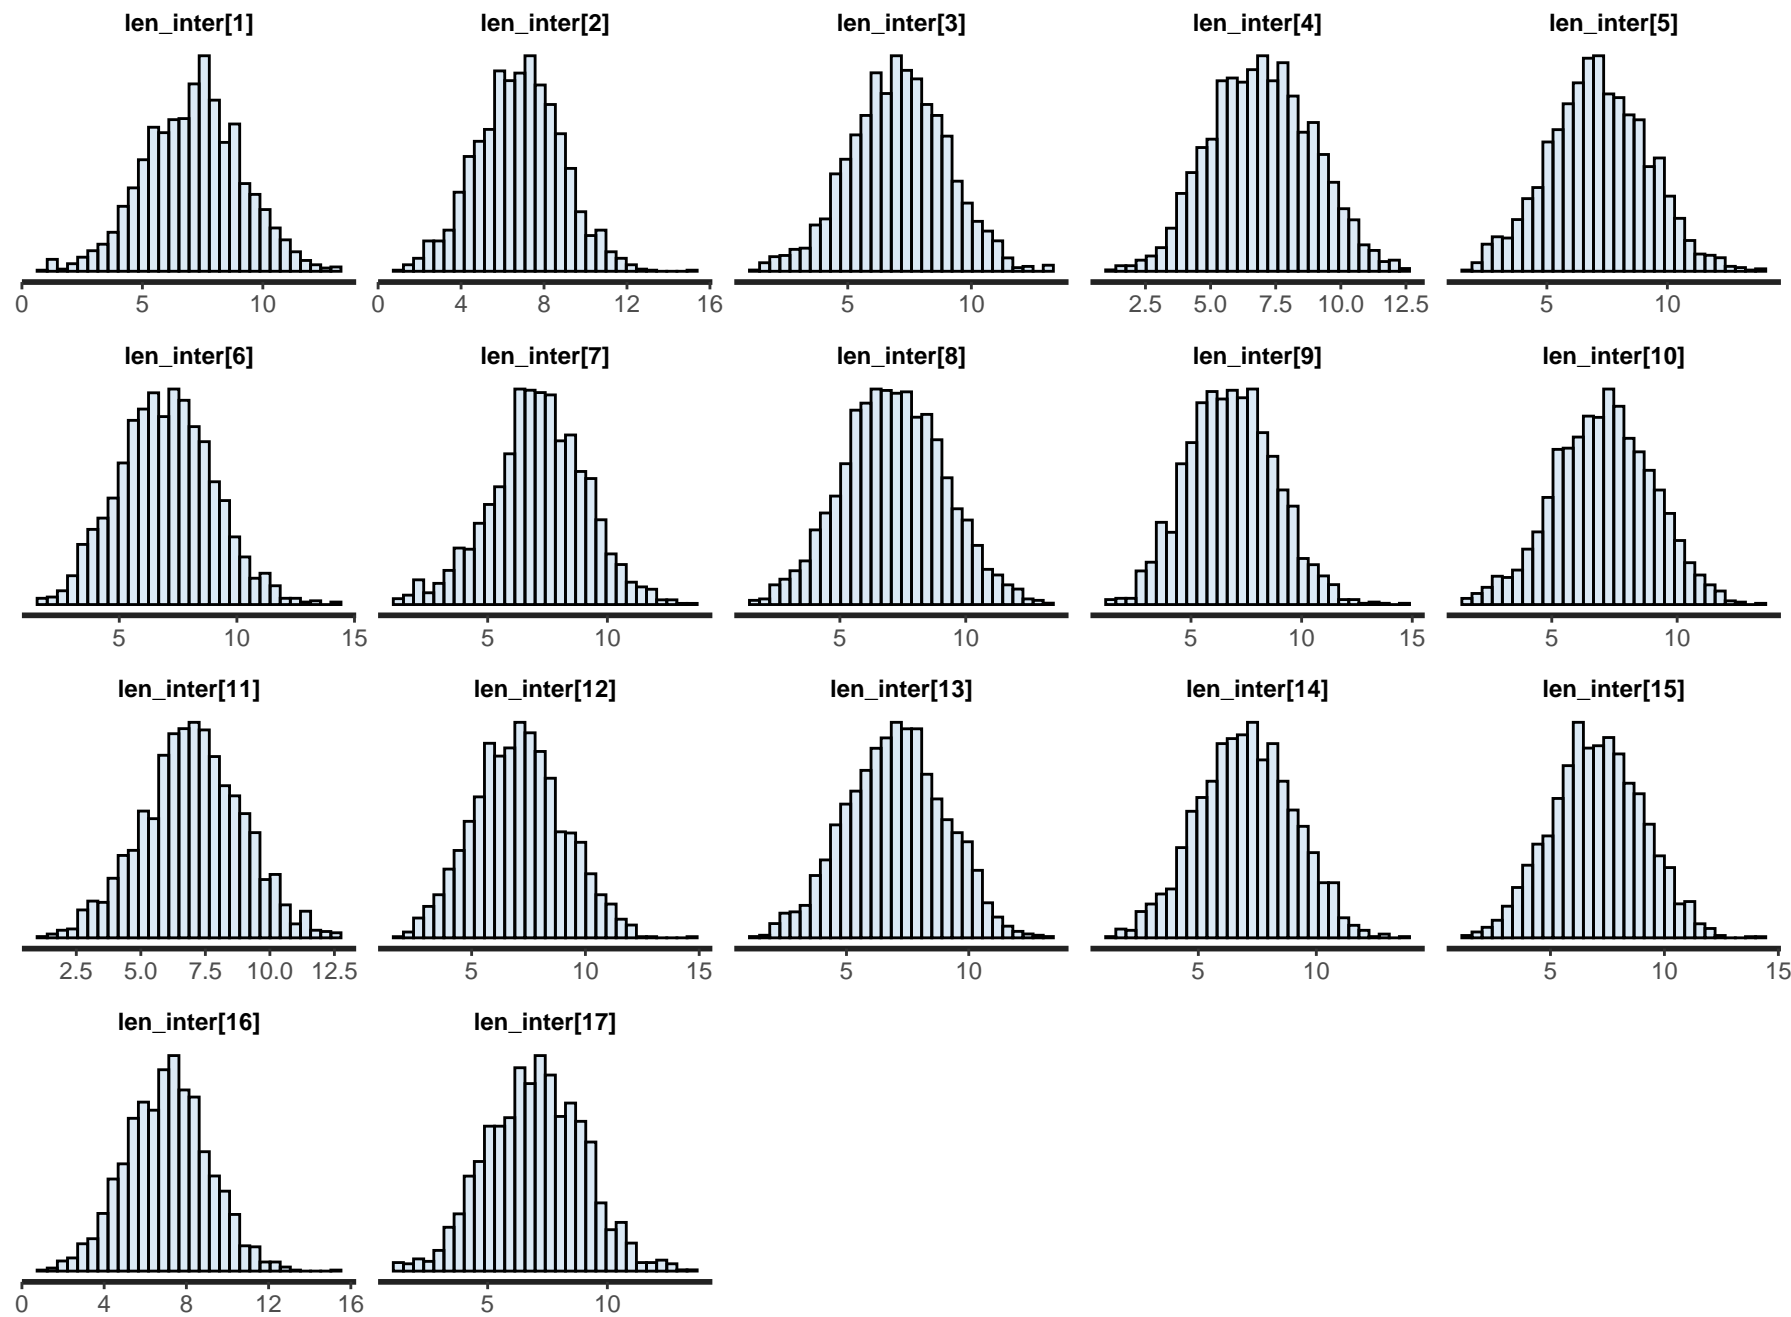 len_inter[1] len_inter[2] len_inter[3] len_inter[4] len_inter[5]
0 5 10 0 4 8 12 16 5 10 2.5 5.0 7.5 10.0 12.5 5 10
len_inter[6] len_inter[7] len_inter[8] len_inter[9] len_inter[10]
5 10 15 5 10 5 10 5 10 15 5 10
len_inter[11] len_inter[12] len_inter[13] len_inter[14] len_inter[15]
2.5 5.0 7.5 10.0 12.5 5 10 15 5 10 5 10 5 10 15
len_inter[16] len_inter[17]
0 4 8 12 16 5 10